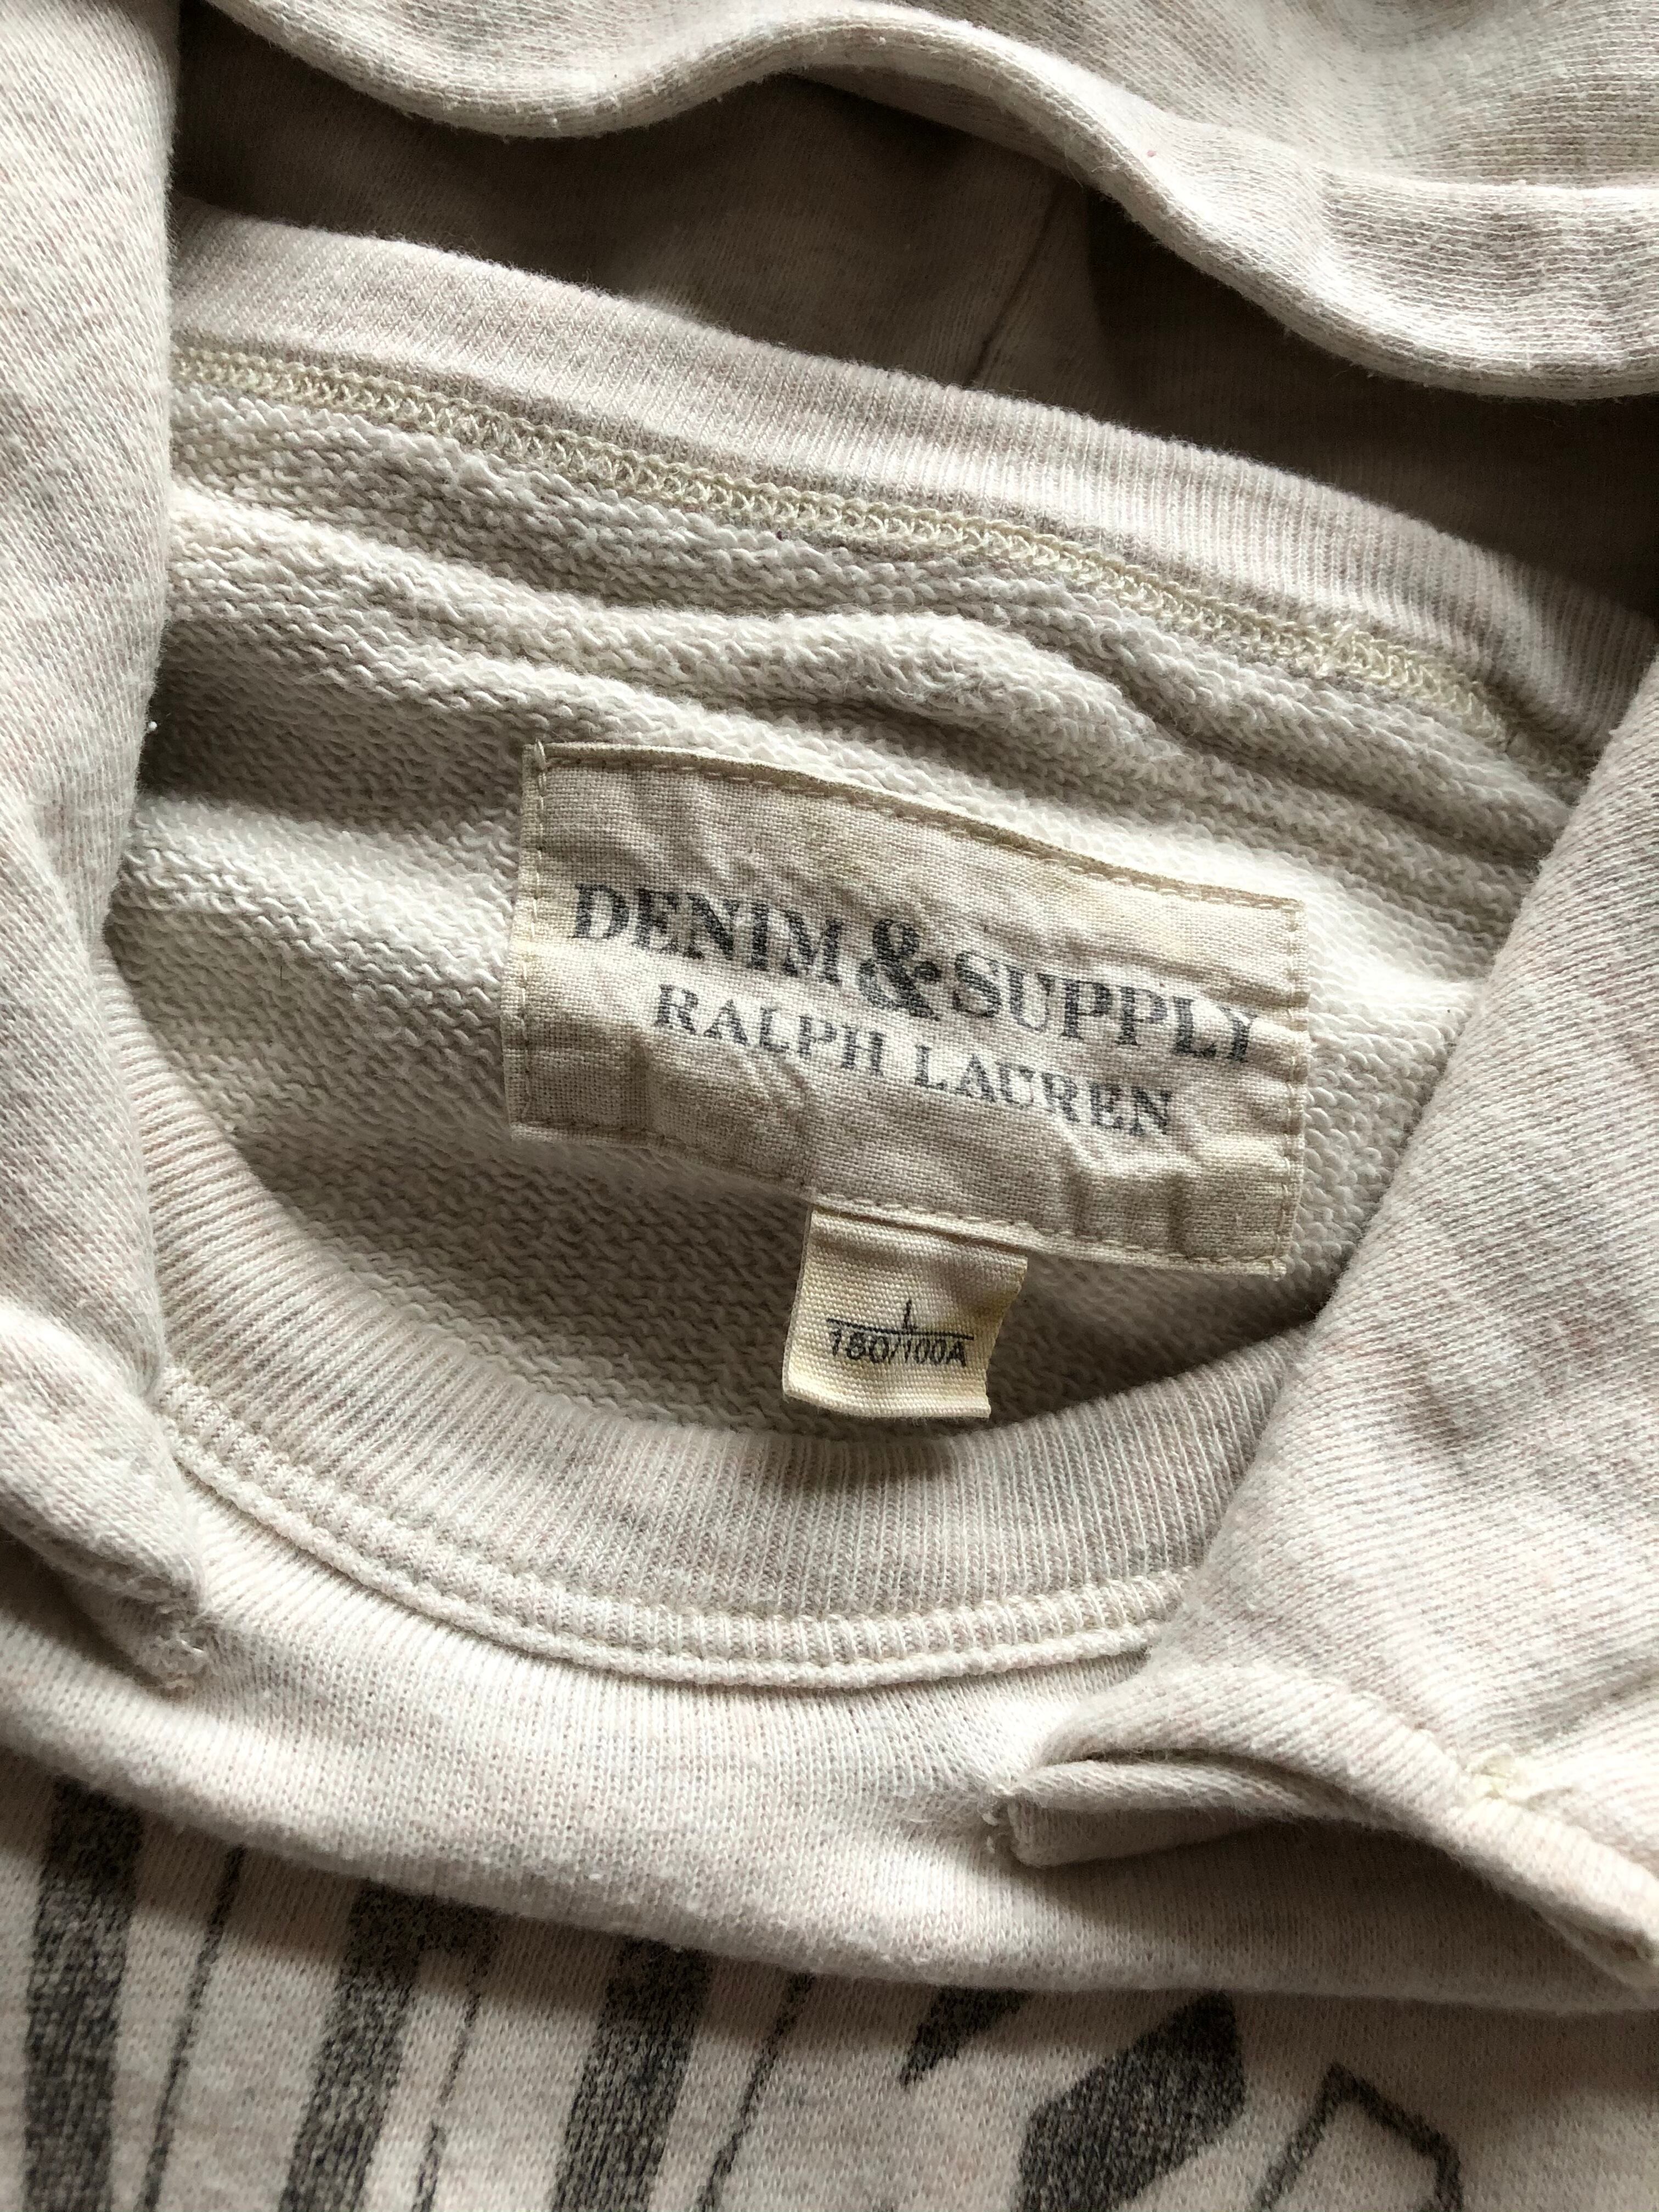 DENIM & SUPPLY
RALPH LAUREN
L
180/100A